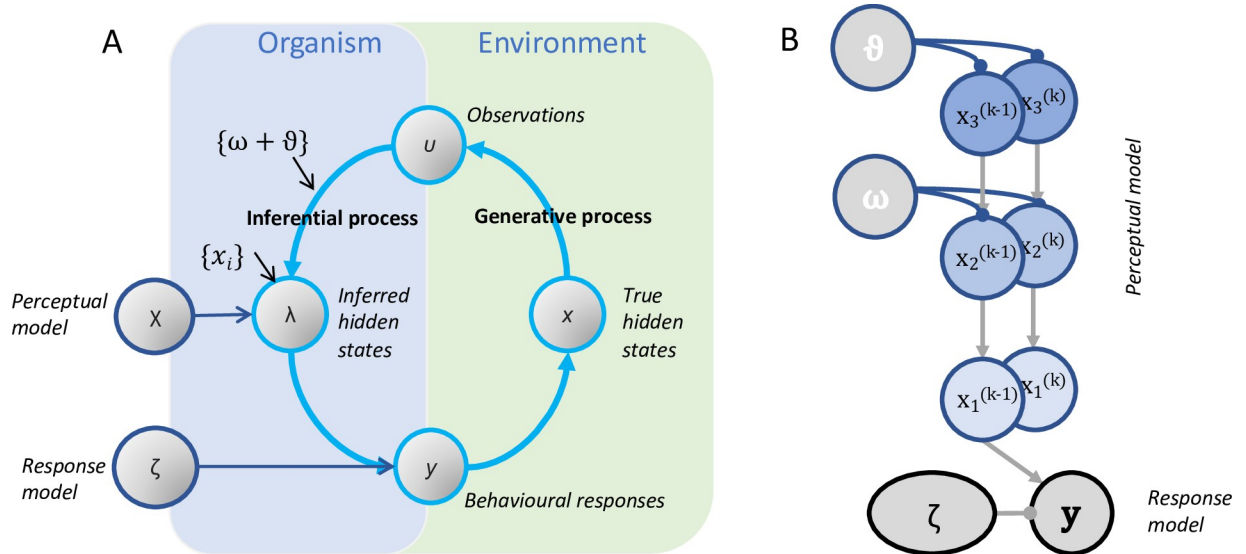 A
Organism
Environment
υ
Observations
{ω + ϑ}
Inferential process
Generative process
{x_i}
Perceptual
model
χ
λ
Inferred
hidden
states
x
True
hidden
states
Response
model
ζ
y
Behavioural responses
B
ϑ
x₃⁽ᵏ⁻¹⁾
x₃⁽ᵏ⁾
ω
x₂⁽ᵏ⁻¹⁾
x₂⁽ᵏ⁾
Perceptual model
x₁⁽ᵏ⁻¹⁾
x₁⁽ᵏ⁾
ζ
y
Response
model